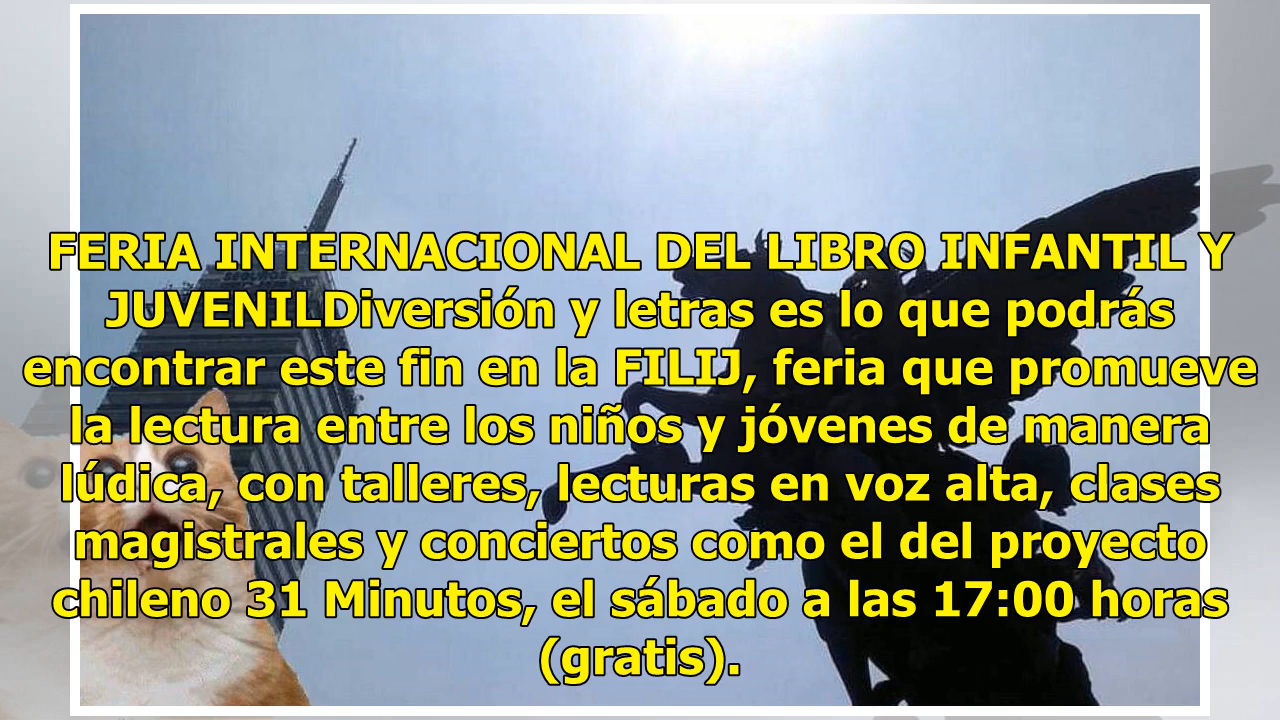 FERIA INTERNACIONAL DEL LIBRO INFANTIL Y
JUVENILDiversión y letras es lo que podrás
encontrar este fin en la FILIJ, feria que promueve
la lectura entre los niños y jóvenes de manera
lúdica, con talleres, lecturas en voz alta, clases
magistrales y conciertos como el del proyecto
chileno 31 Minutos, el sábado a las 17:00 horas
(gratis).